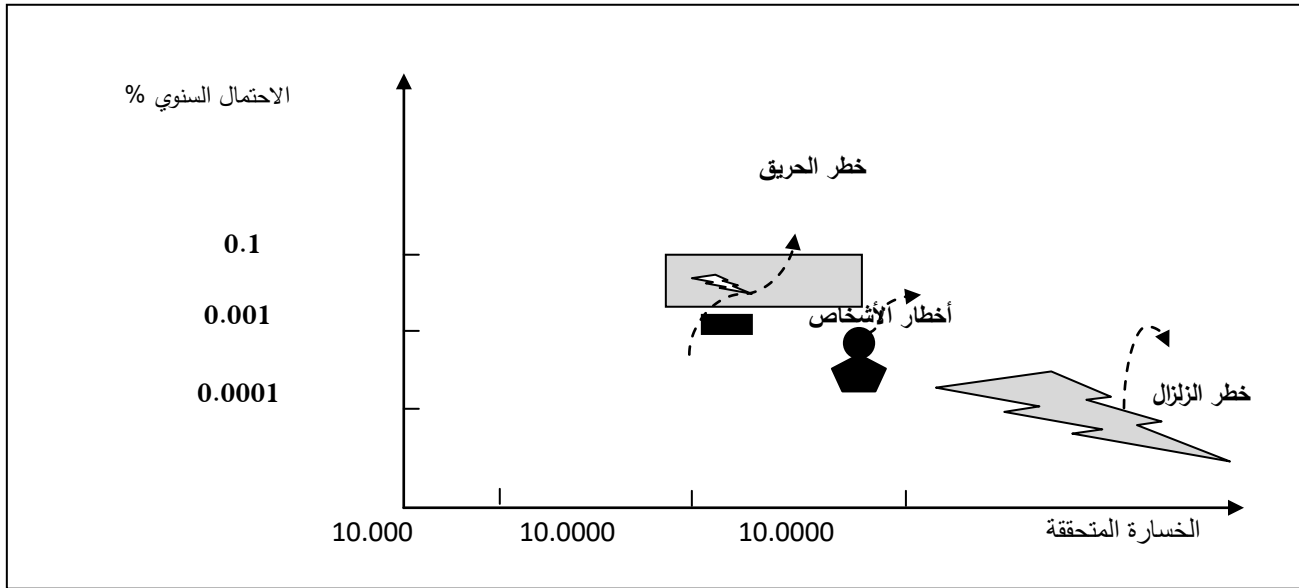 الاحتمال السنوي %
خطر الحريق
0.1
0.001
أخطار الأشخاص
0.0001
خطر الزلزال
10.000
10.0000
10.0000
الخسارة المتحققة